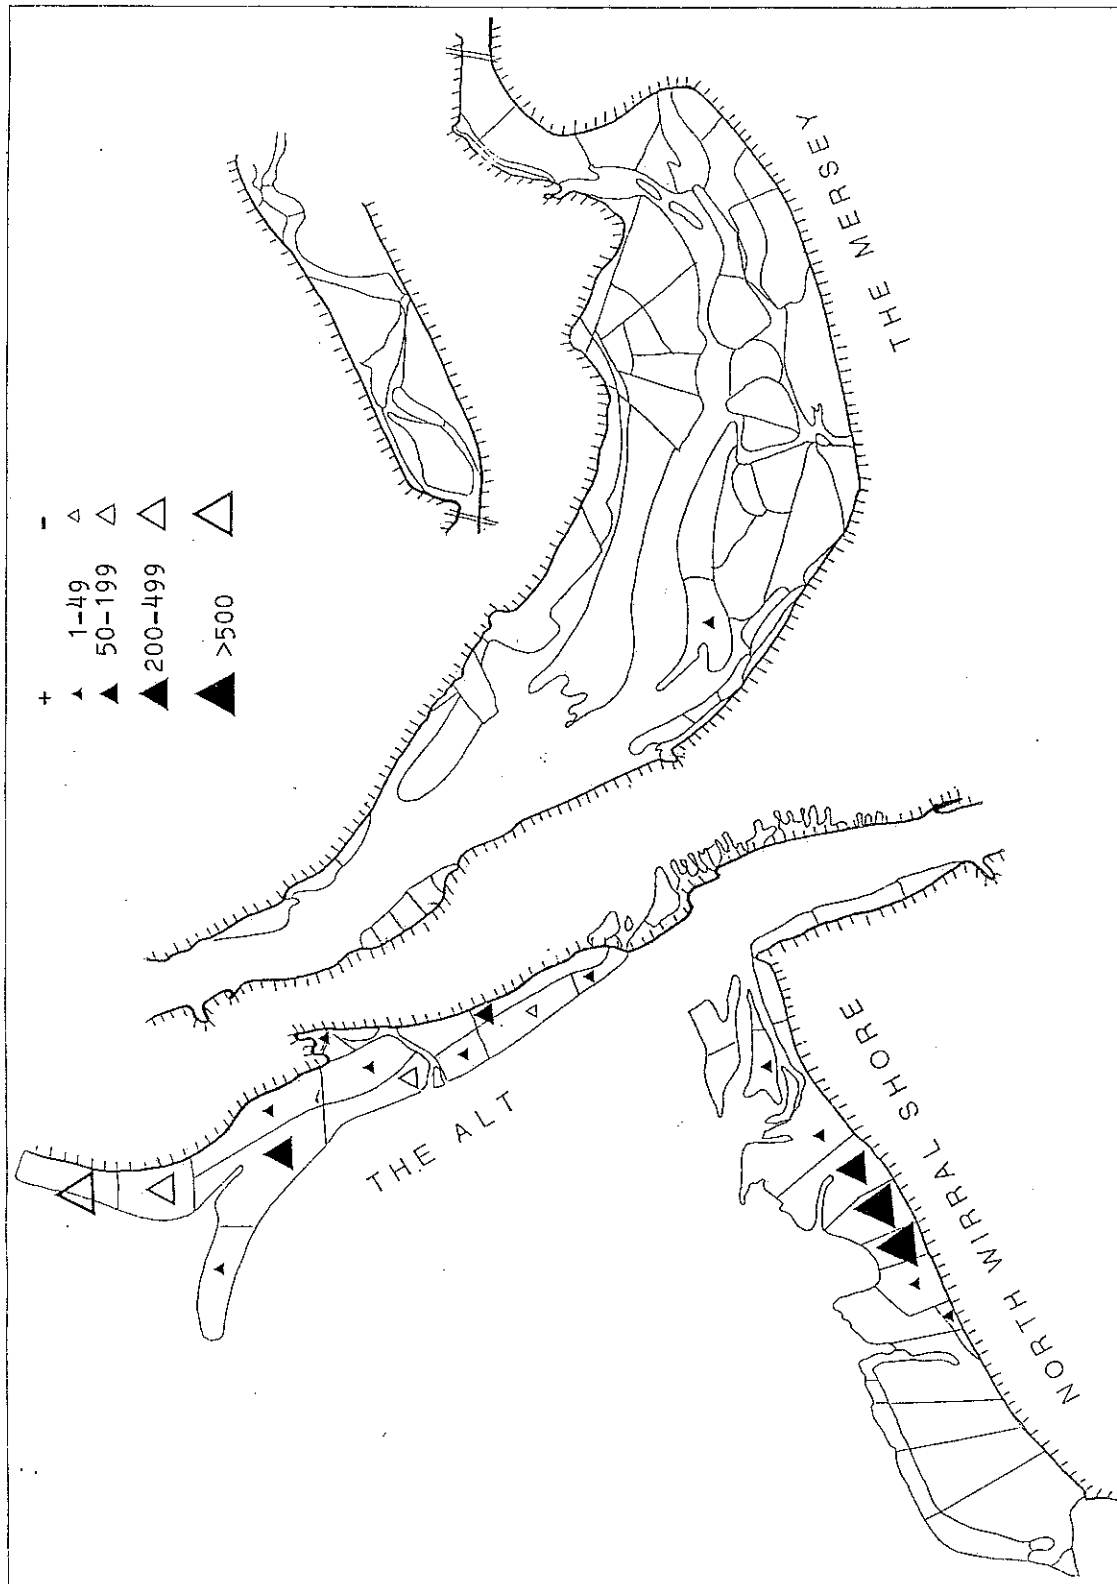 + -
1-49
50-199
200-499
>500
THE MERSEY
THE ALT
NORTH WIRRAL SHORE